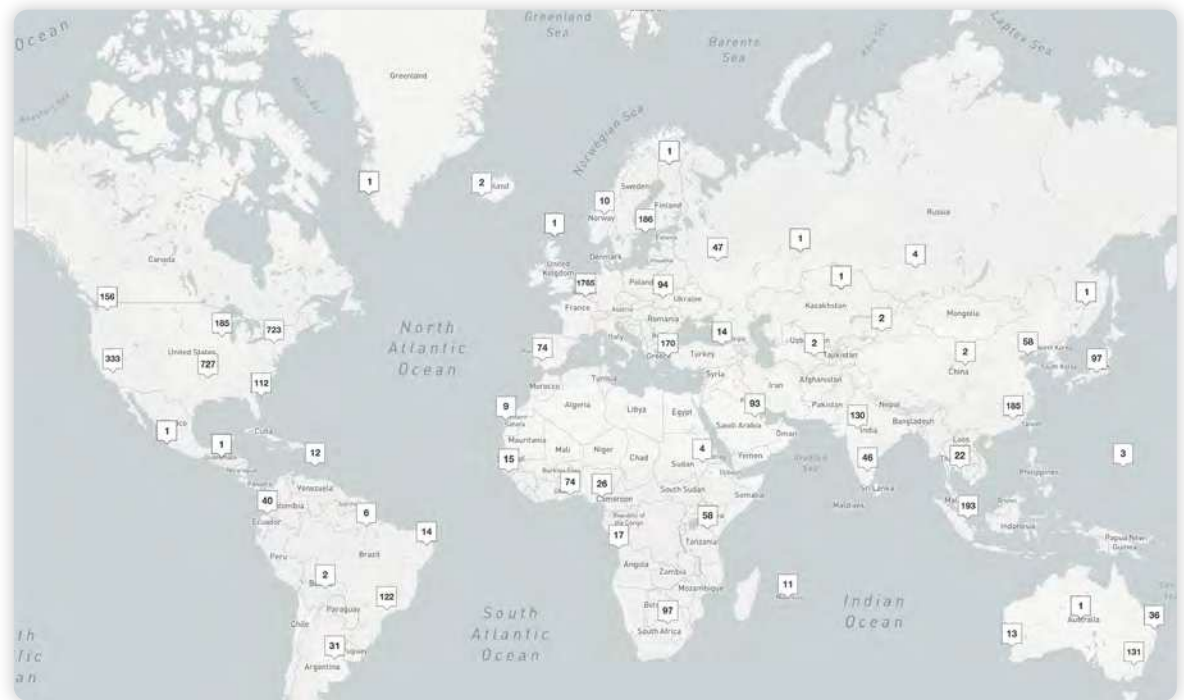 Ocean
Greenland Sea
Laptev Sea
Barents Sea
Greenland
Norwegian Sea
1
1
2
Sweden
10
Finland
Norway
186
Russia
1
47
1
4
Canada
United Kingdom
Denmark
1785
Poland
94
1
1
156
France
Ukraine
Kazakhstan
Mongolia
Austria
Romania
2
185
723
North Atlantic Ocean
Italy
14
58
333
United States
727
74
170
Greece
Turkey
2
Tajikistan
2
China
97
Syria
Iran
Afghanistan
112
Morocco
Tunisia
Algeria
Libya
Egypt
93
Pakistan
Nepal
185
9
Saudi Arabia
130
India
Bangladesh
Taiwan
1
Cuba
Oman
1
12
Mauritania
Mali
Niger
Chad
Sudan
4
Yemen
Laos
3
15
46
22
Philippines
Venezuela
74
26
Cameroon
South Sudan
Somalia
Sri Lanka
40
Maldives
193
Ecuador
6
58
Indonesia
14
17
Tanzania
Papua New Guinea
Peru
Brazil
Angola
Zambia
2
Mozambique
11
122
Indian Ocean
1
Paraguay
97
Australia
36
South Atlantic Ocean
Chile
South Africa
13
31
131
Argentina